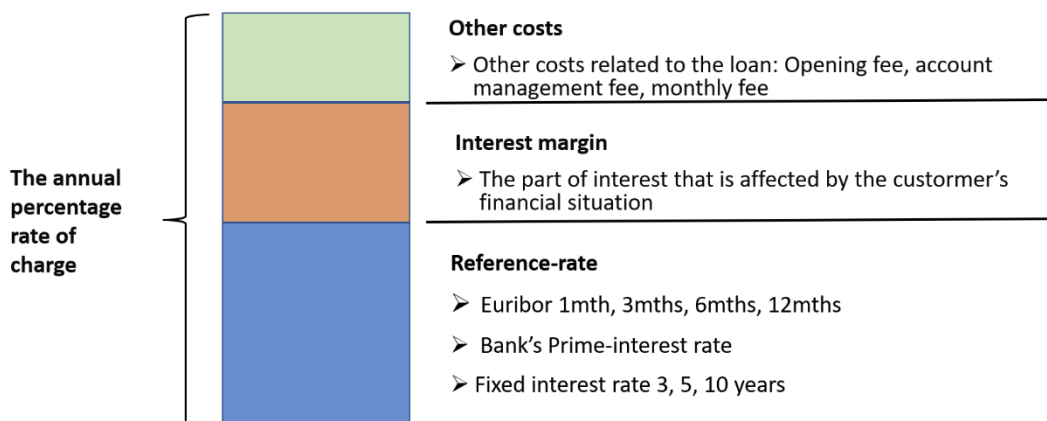 Other costs
➢ Other costs related to the loan: Opening fee, account
management fee, monthly fee
Interest margin
➢ The part of interest that is affected by the custormer's
financial situation
The annual
percentage
rate of
charge
Reference-rate
➢ Euribor 1mth, 3mths, 6mths, 12mths
➢ Bank's Prime-interest rate
➢ Fixed interest rate 3, 5, 10 years